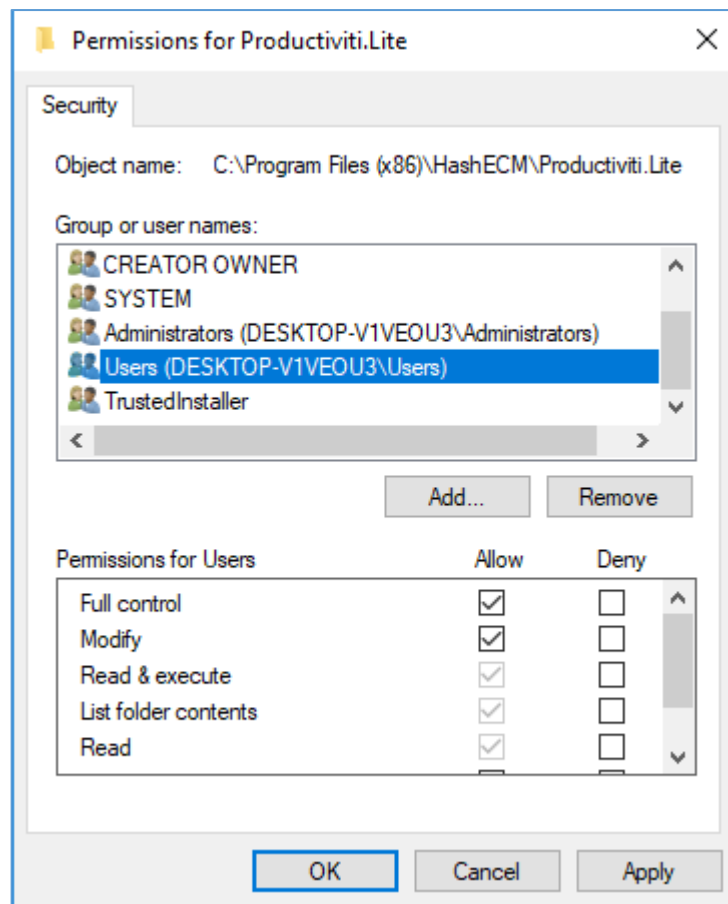 Permissions for Productiviti.Lite
Security
Object name: C:\Program Files (x86)\HashECM\Productiviti.Lite
Group or user names:
CREATOR OWNER
SYSTEM
Administrators (DESKTOP-V1VEOU3\Administrators)
Users (DESKTOP-V1VEOU3\Users)
TrustedInstaller
Add... Remove
Permissions for Users Allow Deny
Full control
Modify
Read & execute
List folder contents
Read
OK Cancel Apply